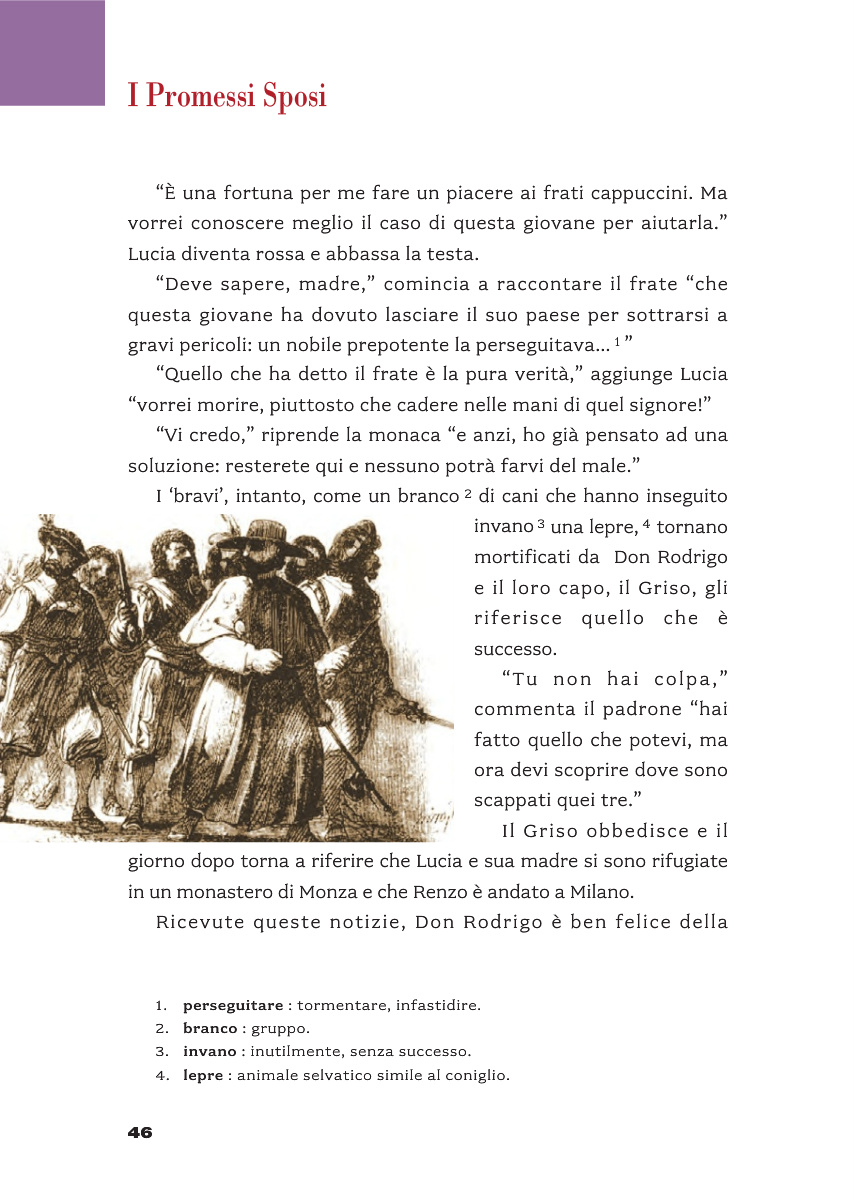 I Promessi Sposi
“È una fortuna per me fare un piacere ai frati cappuccini. Ma
vorrei conoscere meglio il caso di questa giovane per aiutarla.”
Lucia diventa rossa e abbassa la testa.
“Deve sapere, madre,” comincia a raccontare il frate “che
questa giovane ha dovuto lasciare il suo paese per sottrarsi a
gravi pericoli: un nobile prepotente la perseguitava... ¹ ”
“Quello che ha detto il frate è la pura verità,” aggiunge Lucia
“vorrei morire, piuttosto che cadere nelle mani di quel signore!”
“Vi credo,” riprende la monaca “e anzi, ho già pensato ad una
soluzione: resterete qui e nessuno potrà farvi del male.”
I ‘bravi’, intanto, come un branco ² di cani che hanno inseguito
invano ³ una lepre, ⁴ tornano
mortificati da Don Rodrigo
e il loro capo, il Griso, gli
riferisce quello che è
successo.
“Tu non hai colpa,”
commenta il padrone “hai
fatto quello che potevi, ma
ora devi scoprire dove sono
scappati quei tre.”
Il Griso obbedisce e il
giorno dopo torna a riferire che Lucia e sua madre si sono rifugiate
in un monastero di Monza e che Renzo è andato a Milano.
Ricevute queste notizie, Don Rodrigo è ben felice della
1. perseguitare : tormentare, infastidire.
2. branco : gruppo.
3. invano : inutilmente, senza successo.
4. lepre : animale selvatico simile al coniglio.
46